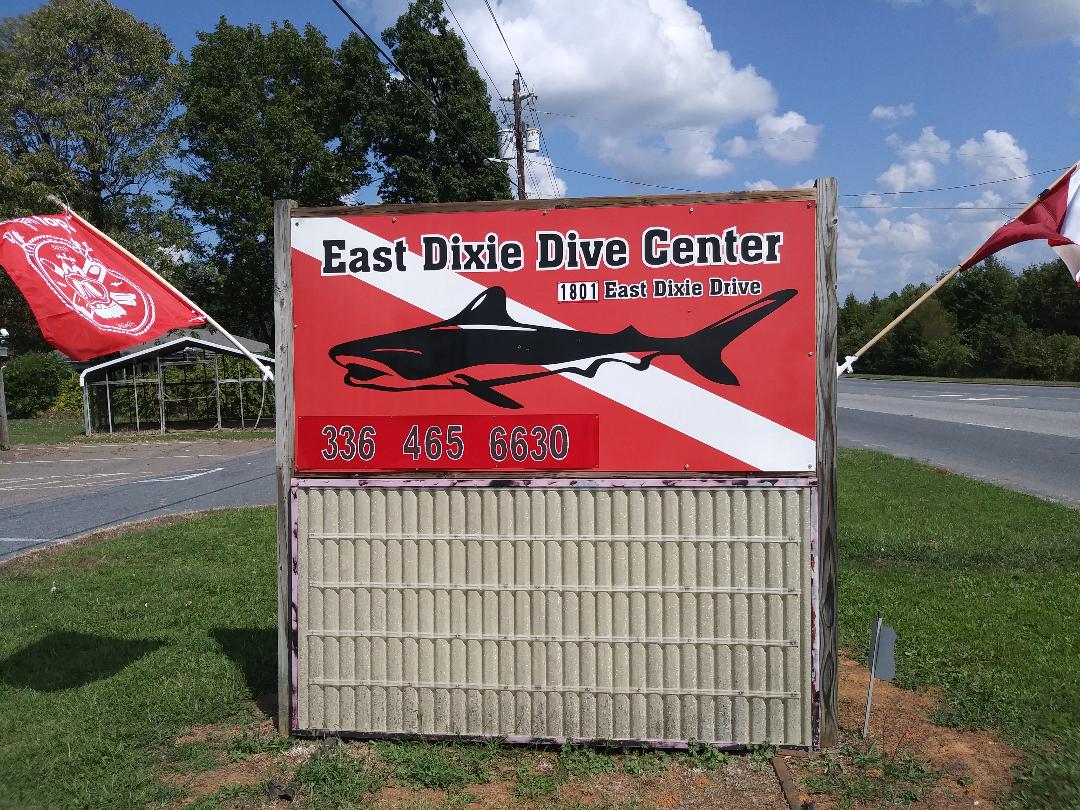 East Dixie Dive Center
1801 East Dixie Drive
336 465 6630